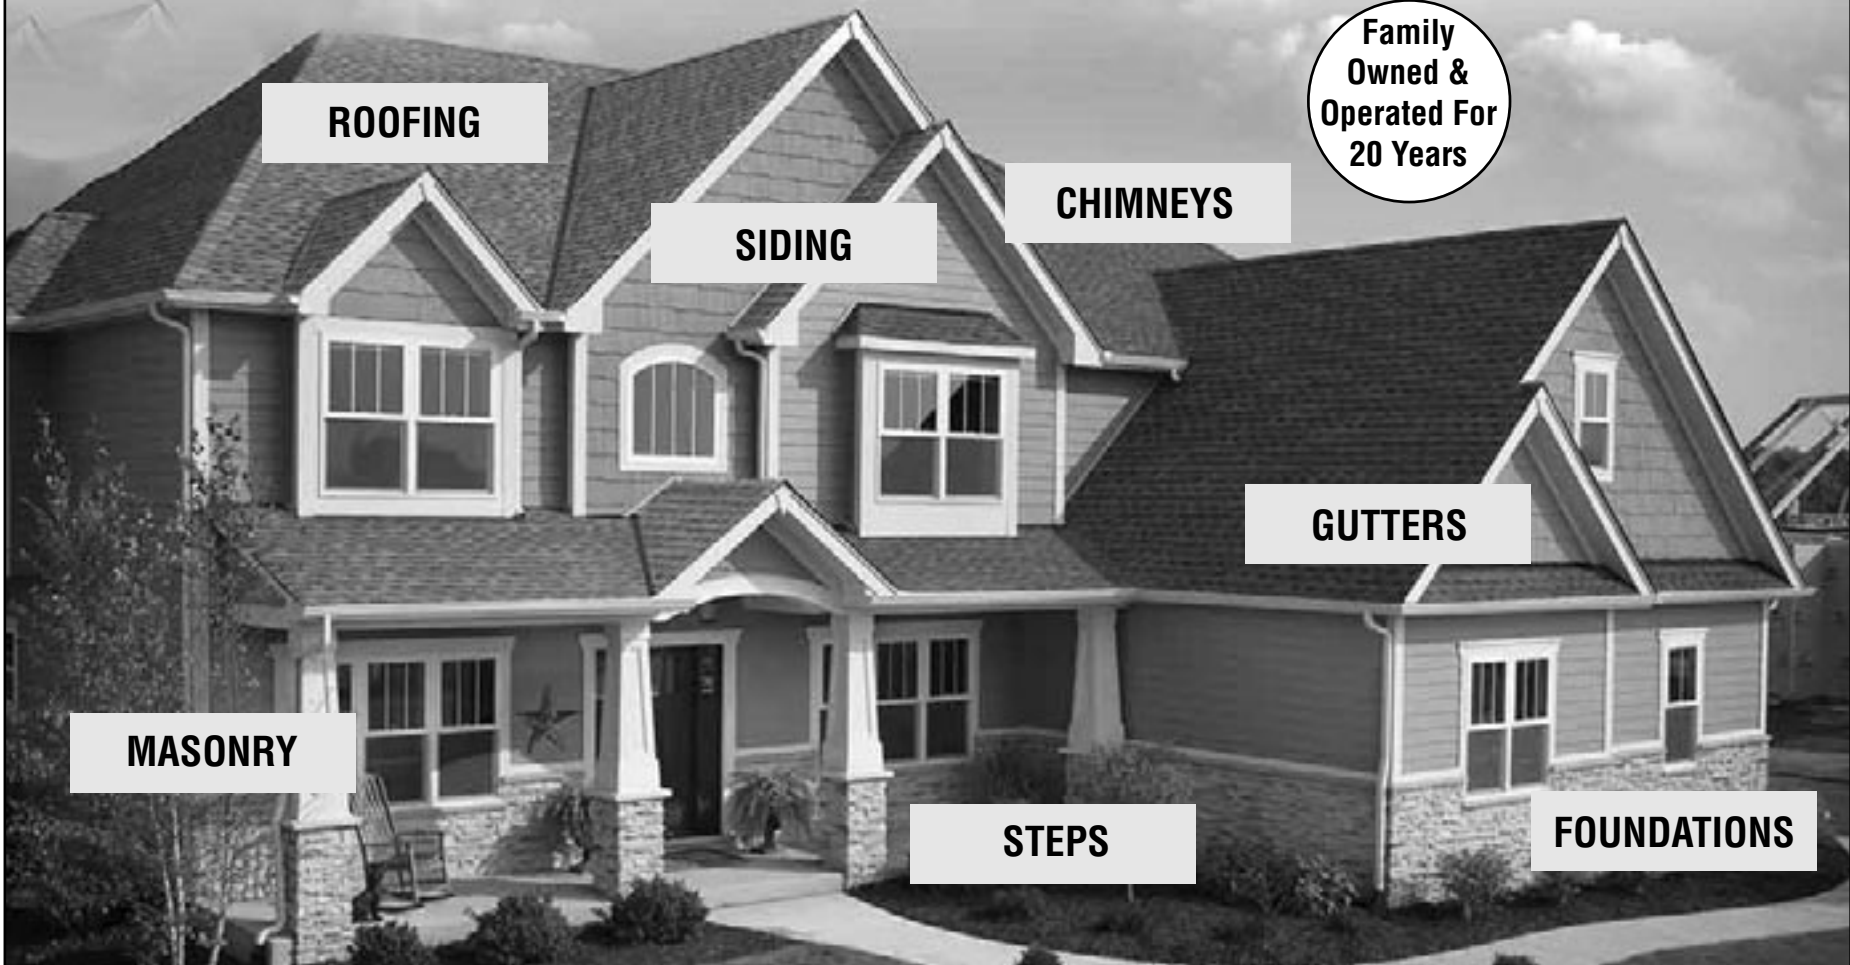 Family
Owned &
Operated For
20 Years
ROOFING
CHIMNEYS
SIDING
GUTTERS
MASONRY
STEPS
FOUNDATIONS